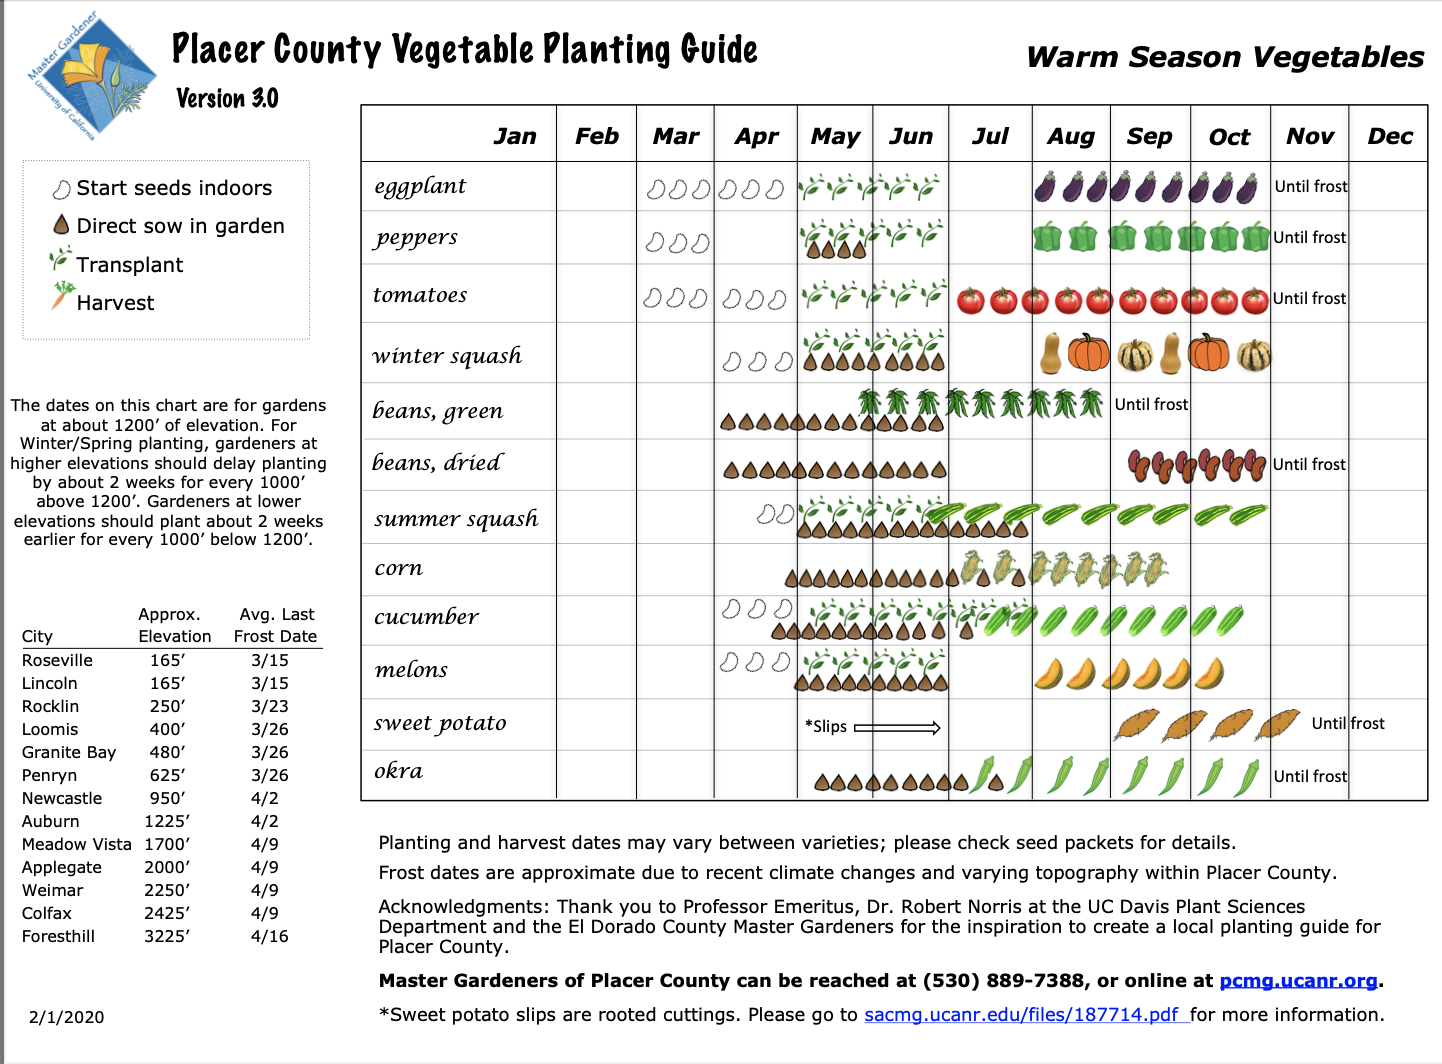 Master Gardener
University of California
Placer County Vegetable Planting Guide
Version 3.0
Warm Season Vegetables
Start seeds indoors
Direct sow in garden
Transplant
Harvest
The dates on this chart are for gardens
at about 1200’ of elevation. For
Winter/Spring planting, gardeners at
higher elevations should delay planting
by about 2 weeks for every 1000’
above 1200’. Gardeners at lower
elevations should plant about 2 weeks
earlier for every 1000’ below 1200’.
Approx. Avg. Last
City Elevation Frost Date
Roseville 165’ 3/15
Lincoln 165’ 3/15
Rocklin 250’ 3/23
Loomis 400’ 3/26
Granite Bay 480’ 3/26
Penryn 625’ 3/26
Newcastle 950’ 4/2
Auburn 1225’ 4/2
Meadow Vista 1700’ 4/9
Applegate 2000’ 4/9
Weimar 2250’ 4/9
Colfax 2425’ 4/9
Foresthill 3225’ 4/16
2/1/2020
Jan Feb Mar Apr May Jun Jul Aug Sep Oct Nov Dec
eggplant Until frost
peppers Until frost
tomatoes Until frost
winter squash
beans, green Until frost
beans, dried Until frost
summer squash
corn
cucumber
melons
sweet potato *Slips Until frost
okra Until frost
Planting and harvest dates may vary between varieties; please check seed packets for details.
Frost dates are approximate due to recent climate changes and varying topography within Placer County.
Acknowledgments: Thank you to Professor Emeritus, Dr. Robert Norris at the UC Davis Plant Sciences
Department and the El Dorado County Master Gardeners for the inspiration to create a local planting guide for
Placer County.
Master Gardeners of Placer County can be reached at (530) 889-7388, or online at pcmg.ucanr.org.
*Sweet potato slips are rooted cuttings. Please go to sacmg.ucanr.edu/files/187714.pdf for more information.